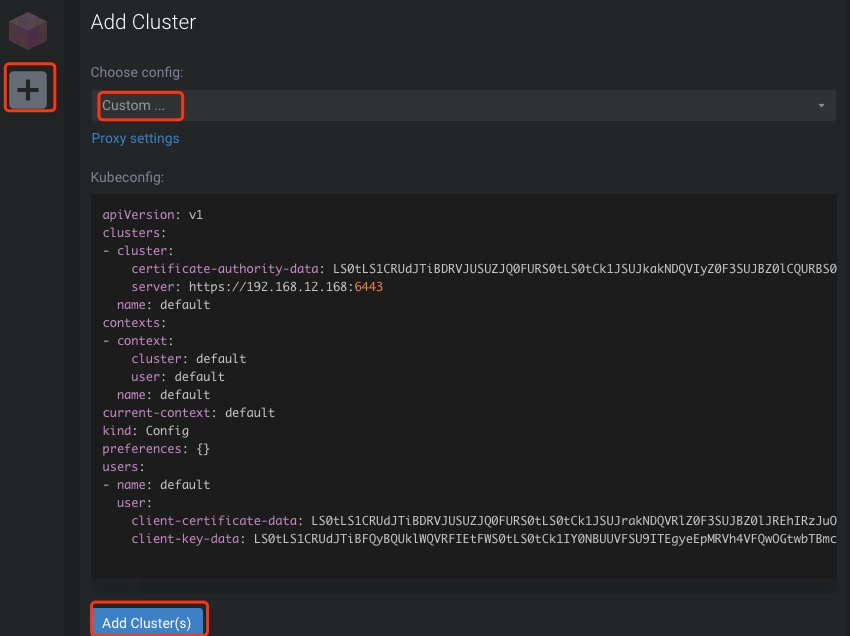 Add Cluster
Choose config:
Custom ...
Proxy settings
Kubeconfig:
apiVersion: v1
clusters:
- cluster:
    certificate-authority-data: LS0tLS1CRUdJTiBDRVJUSUZJQ0FURS0tLS0tCk1JSUJkakNDQVIyZ0F3SUJBZ0lCQURBS0
    server: https://192.168.12.168:6443
  name: default
contexts:
- context:
    cluster: default
    user: default
  name: default
current-context: default
kind: Config
preferences: {}
users:
- name: default
  user:
    client-certificate-data: LS0tLS1CRUdJTiBDRVJUSUZJQ0FURS0tLS0tCk1JSUJrakNDQVRlZ0F3SUJBZ0lJREhIRzJuO
    client-key-data: LS0tLS1CRUdJTiBFQyBQUklWQVRFIEtFWS0tLS0tCk1IY0NBUUVFSU9ITEgyeEpMRVh4VFQwOGtwbTBmc
Add Cluster(s)